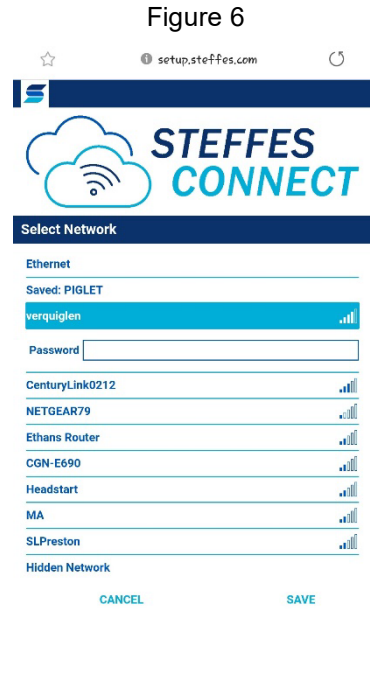 Figure 6
setup.steffes.com
STEFFES
CONNECT
Select Network
Ethernet
Saved: PIGLET
verquiglen
Password
CenturyLink0212
NETGEAR79
Ethans Router
CGN-E690
Headstart
MA
SLPreston
Hidden Network
CANCEL SAVE